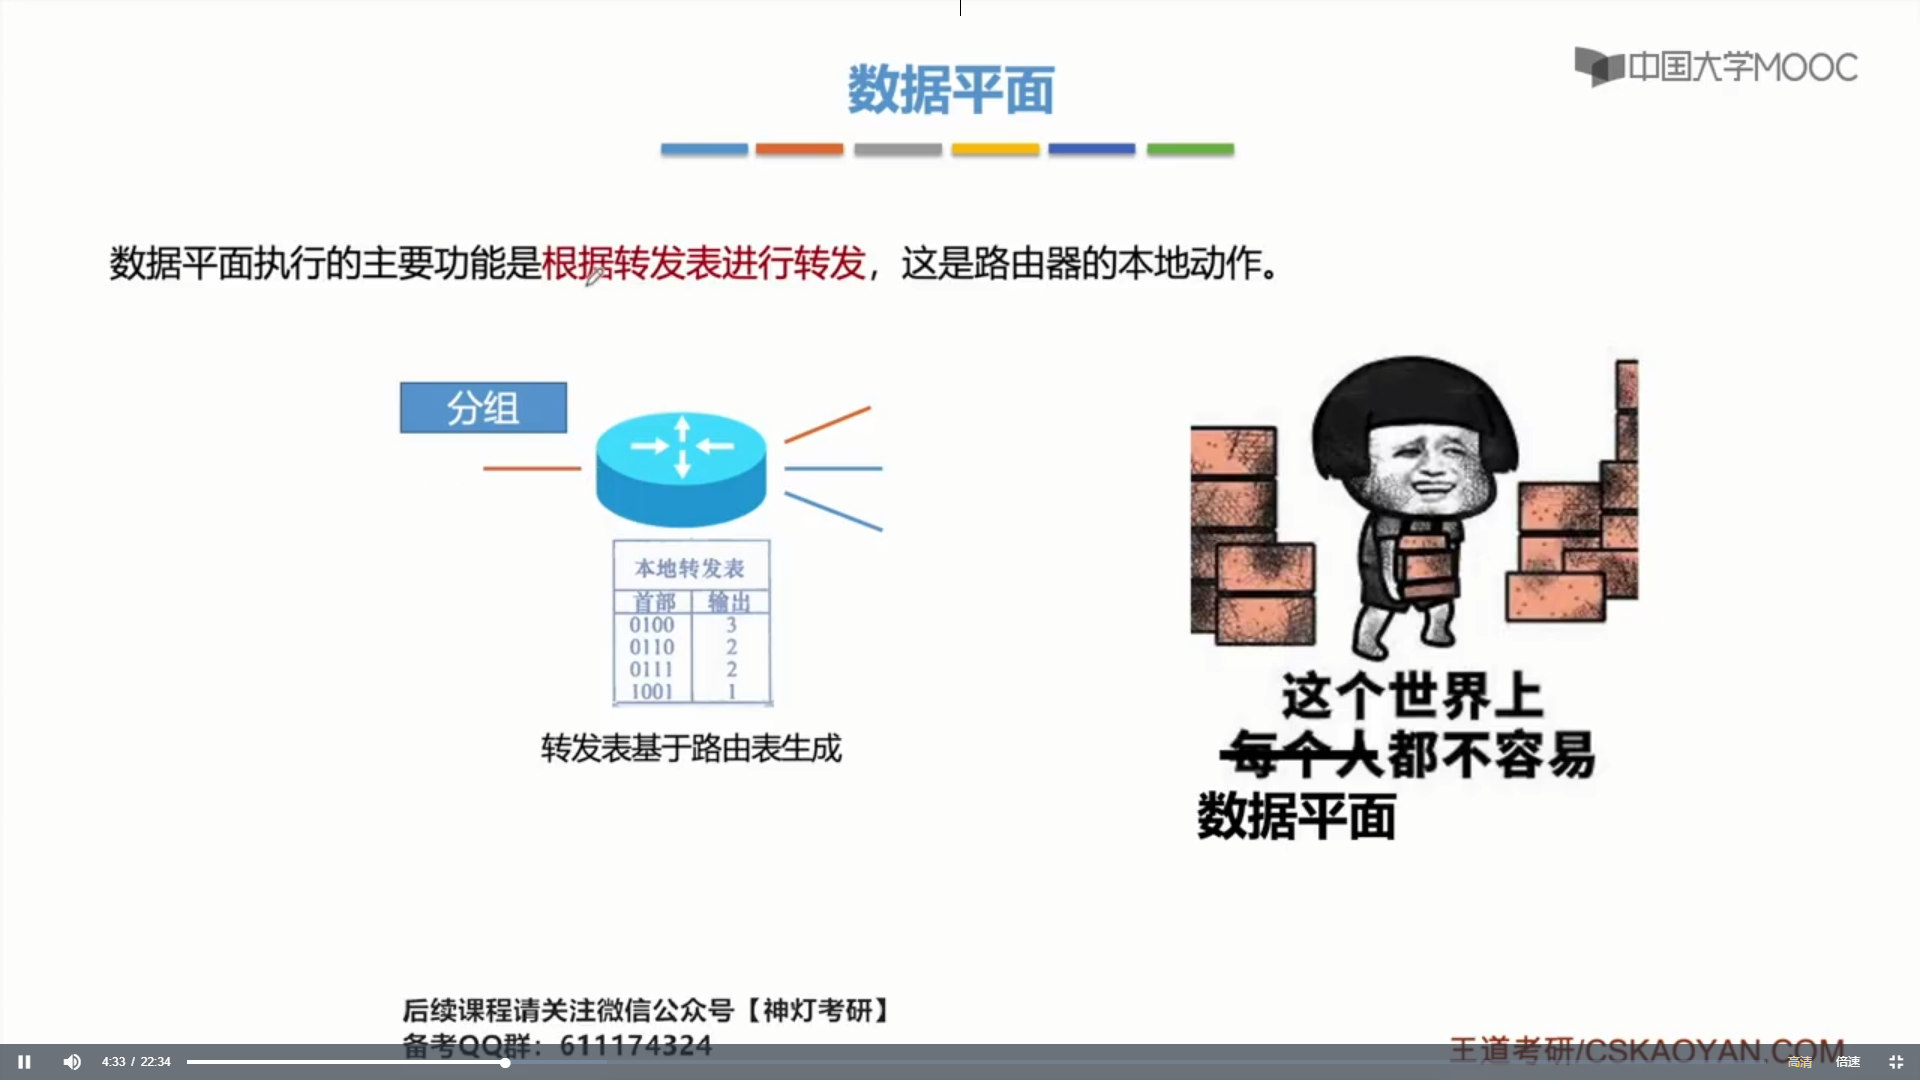 中国大学MOOC
数据平面
数据平面执行的主要功能是根据转发表进行转发，这是路由器的本地动作。
分组
本地转发表
首部 输出
0100 3
0110 2
0111 2
1001 1
转发表基于路由表生成
这个世界上
每个人都不容易
数据平面
后续课程请关注微信公众号【神灯考研】
备考QQ群：611174324
王道考研/CSKAOYAN.COM
4:33 / 22:34
高清
倍速